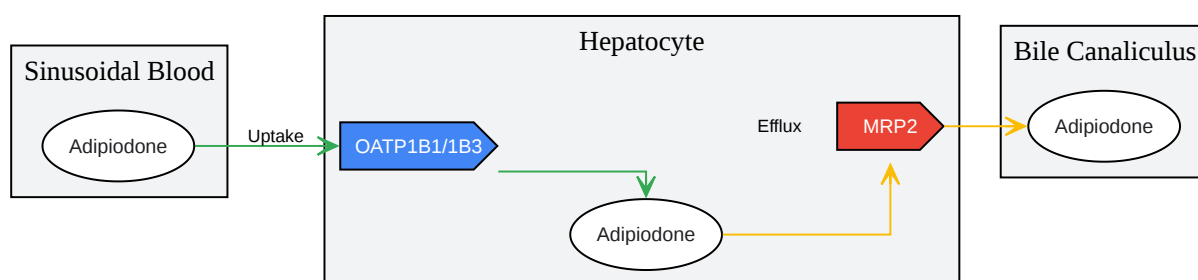 Sinusoidal Blood
Adipiodone
Uptake
Hepatocyte
OATP1B1/1B3
Adipiodone
Efflux
MRP2
Bile Canaliculus
Adipiodone